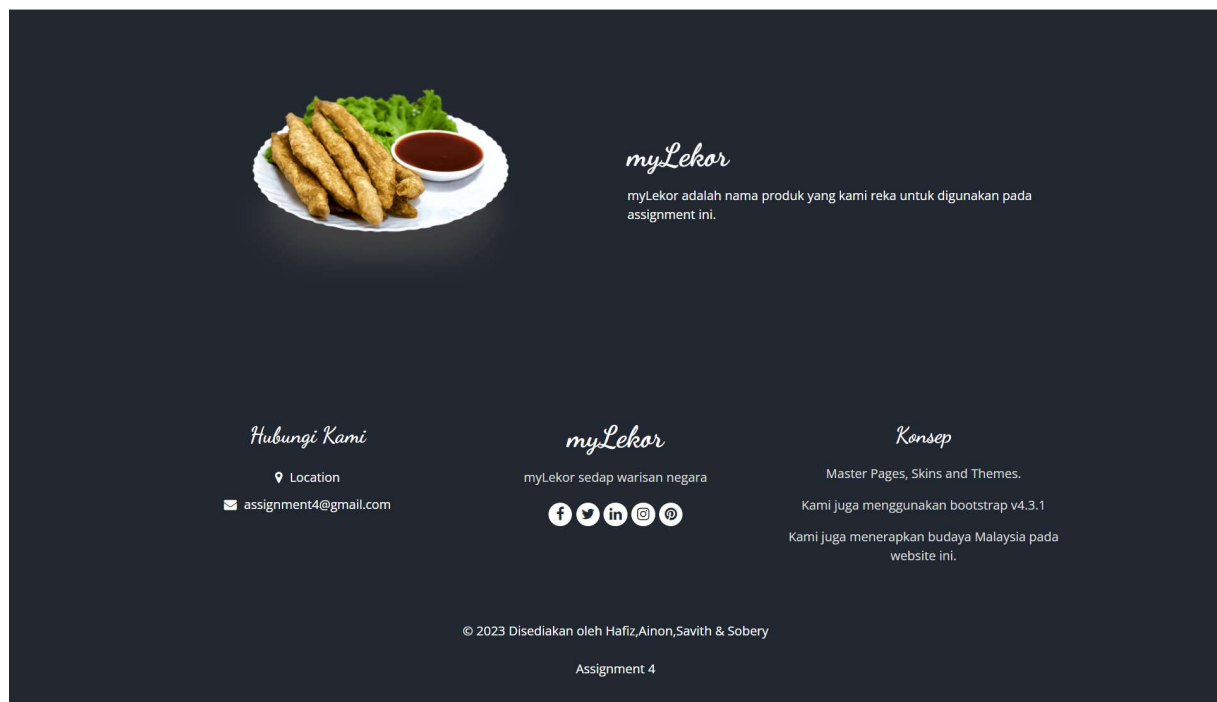 myLekor
myLekor adalah nama produk yang kami reka untuk digunakan pada
assignment ini.
Hubungi Kami
Location
assignment4@gmail.com
myLekor
myLekor sedap warisan negara
Konsep
Master Pages, Skins and Themes.
Kami juga menggunakan bootstrap v4.3.1
Kami juga menerapkan budaya Malaysia pada
website ini.
© 2023 Disediakan oleh Hafiz,Ainon,Savith & Sobery
Assignment 4